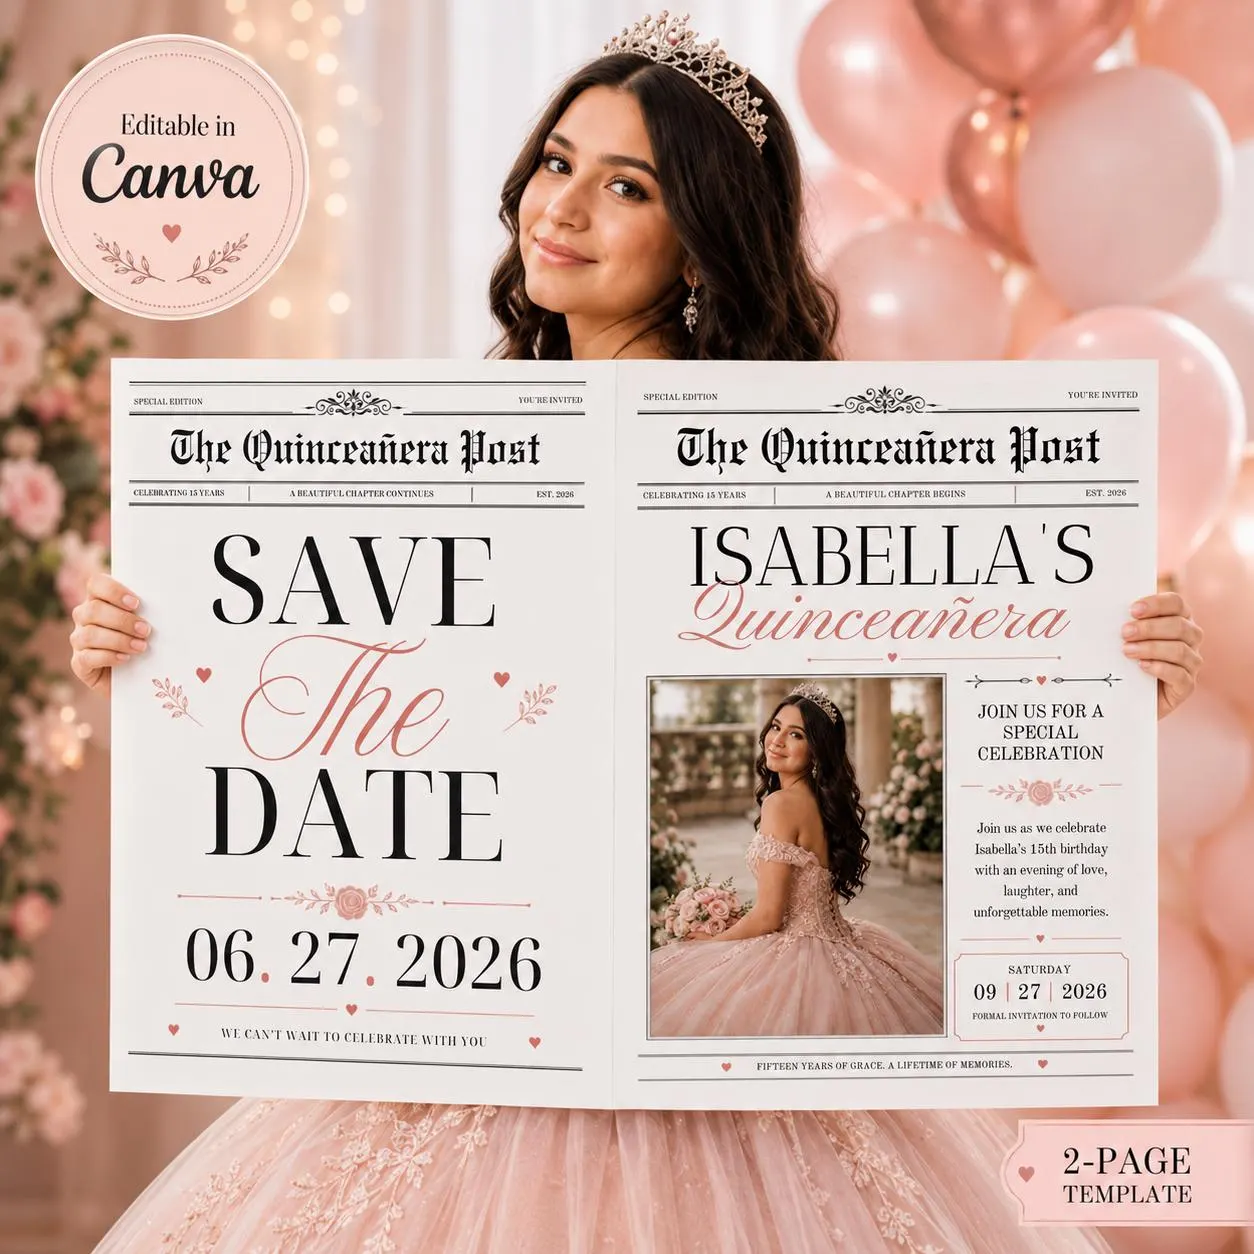 Editable in
Canva
SPECIAL EDITION
YOU'RE INVITED
The Quinceañera Post
CELEBRATING 15 YEARS
A BEAUTIFUL CHAPTER CONTINUES
EST. 2026
SAVE
The
DATE
06. 27. 2026
WE CAN'T WAIT TO CELEBRATE WITH YOU
SPECIAL EDITION
YOU'RE INVITED
The Quinceañera Post
CELEBRATING 15 YEARS
A BEAUTIFUL CHAPTER BEGINS
EST. 2026
ISABELLA'S
Quinceañera
JOIN US FOR A
SPECIAL
CELEBRATION
Join us as we celebrate
Isabella's 15th birthday
with an evening of love,
laughter, and
unforgettable memories.
SATURDAY
09 | 27 | 2026
FORMAL INVITATION TO FOLLOW
FIFTEEN YEARS OF GRACE. A LIFETIME OF MEMORIES.
2-PAGE
TEMPLATE